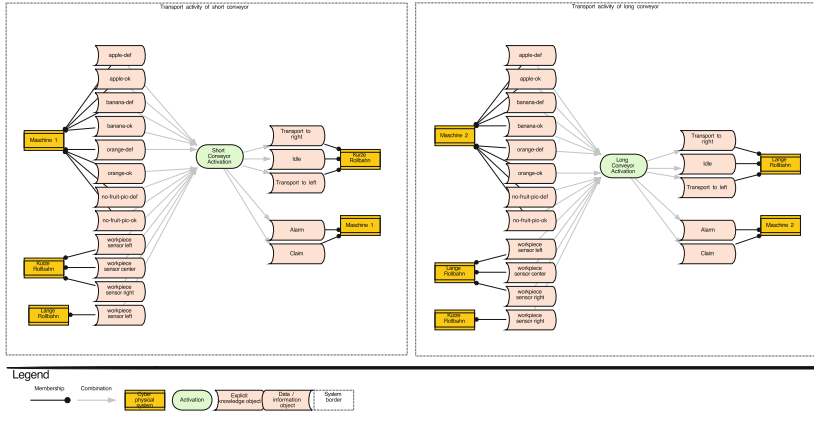 Transport activity of short conveyor
apple-def
apple-ok
banana-def
banana-ok
orange-def
orange-ok
no-fruit-pic-def
no-fruit-pic-ok
workpiece
sensor left
workpiece
sensor center
workpiece
sensor right
workpiece
sensor left
Maschine 1
Kurze
Rollbahn
Lange
Rollbahn
Short
Conveyor
Activation
Transport to
right
Idle
Transport to left
Alarm
Claim
Kurze
Rollbahn
Maschine 1
Transport activity of long conveyor
apple-def
apple-ok
banana-def
banana-ok
orange-def
orange-ok
no-fruit-pic-def
no-fruit-pic-ok
workpiece
sensor left
workpiece
sensor center
workpiece
sensor right
workpiece
sensor right
Maschine 2
Lange
Rollbahn
Kurze
Rollbahn
Long
Conveyor
Activation
Transport to
right
Idle
Transport to left
Alarm
Claim
Lange
Rollbahn
Maschine 2
Legend
Membership
Combination
Cyber
physical
system
Activation
Explicit
knowledge object
Data /
information
object
System
border